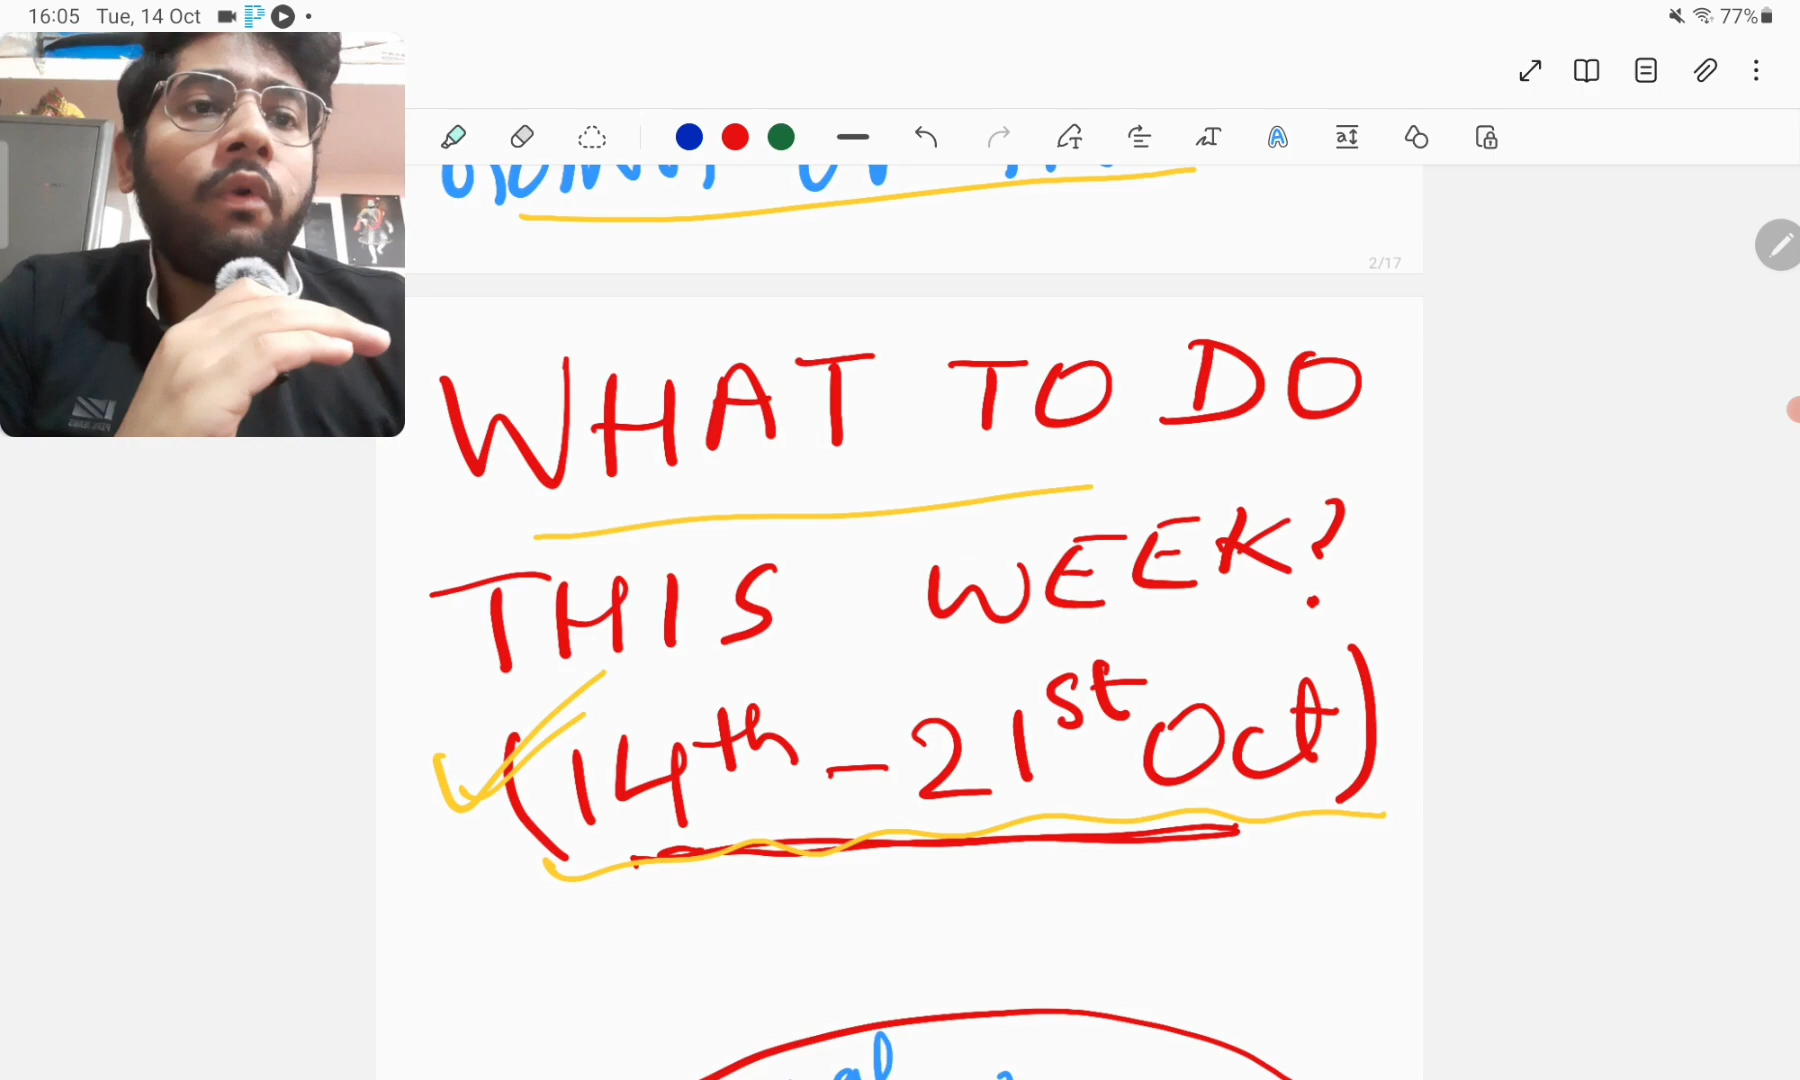 16:05 Tue, 14 Oct
77%
2/17
WHAT TO DO
THIS WEEK?
(14th - 21st Oct)